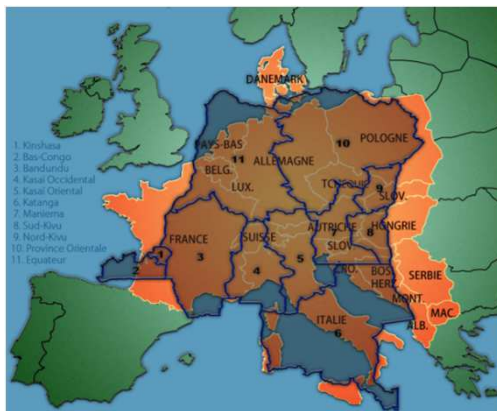 DANEMARK
1. Kinshasa
2. Bas-Congo
3. Bandundu
4. Kasaï Occidental
5. Kasaï Oriental
6. Katanga
7. Maniema
8. Sud-Kivu
9. Nord-Kivu
10. Province Orientale
11. Equateur
PAYS-BAS
11
BELG.
ALLEMAGNE
LUX.
10
POLOGNE
9
SLOV.
FRANCE
3
1
2
SUISSE
4
5
AUTRICHE
SLOV.
8
HONGRIE
CRO.
BOS.
HERZ.
MONT.
SERBIE
ALB.
MAC
ITALIE
6